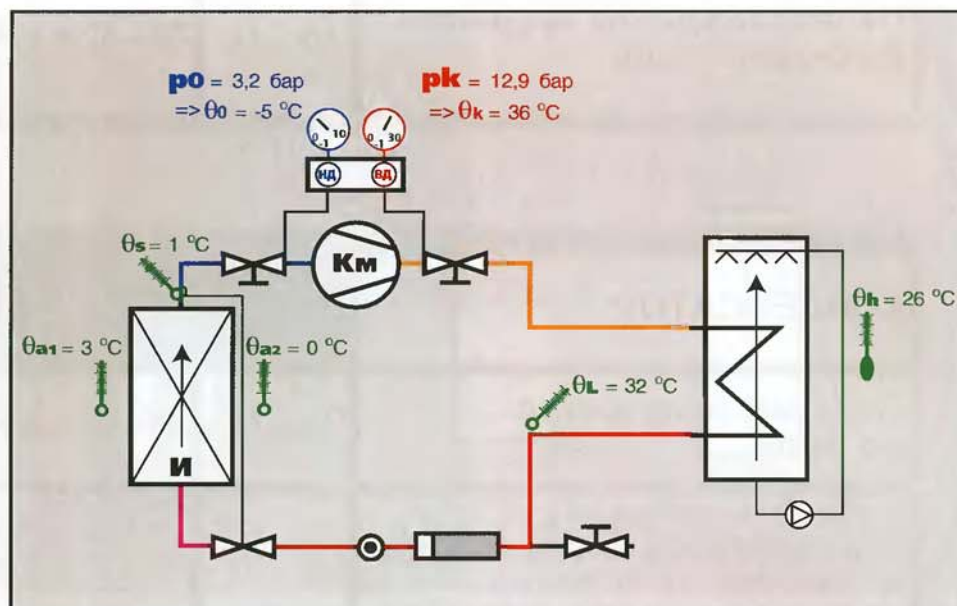 p0 = 3,2 бар
=> θ0 = -5 °C
pk = 12,9 бар
=> θk = 36 °C
0 -1 10
0 -1 30
НД
ВД
Км
θs = 1 °C
θa1 = 3 °C
θa2 = 0 °C
И
θL = 32 °C
θh = 26 °C